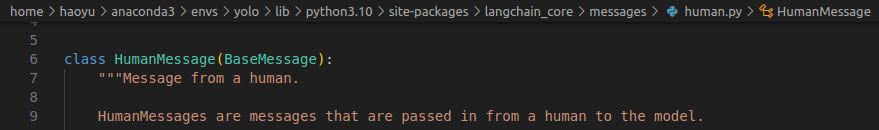 home > haoyu > anaconda3 > envs > yolo > lib > python3.10 > site-packages > langchain_core > messages > human.py > HumanMessage
5
6 class HumanMessage(BaseMessage):
7 """Message from a human.
8
9 HumanMessages are messages that are passed in from a human to the model.